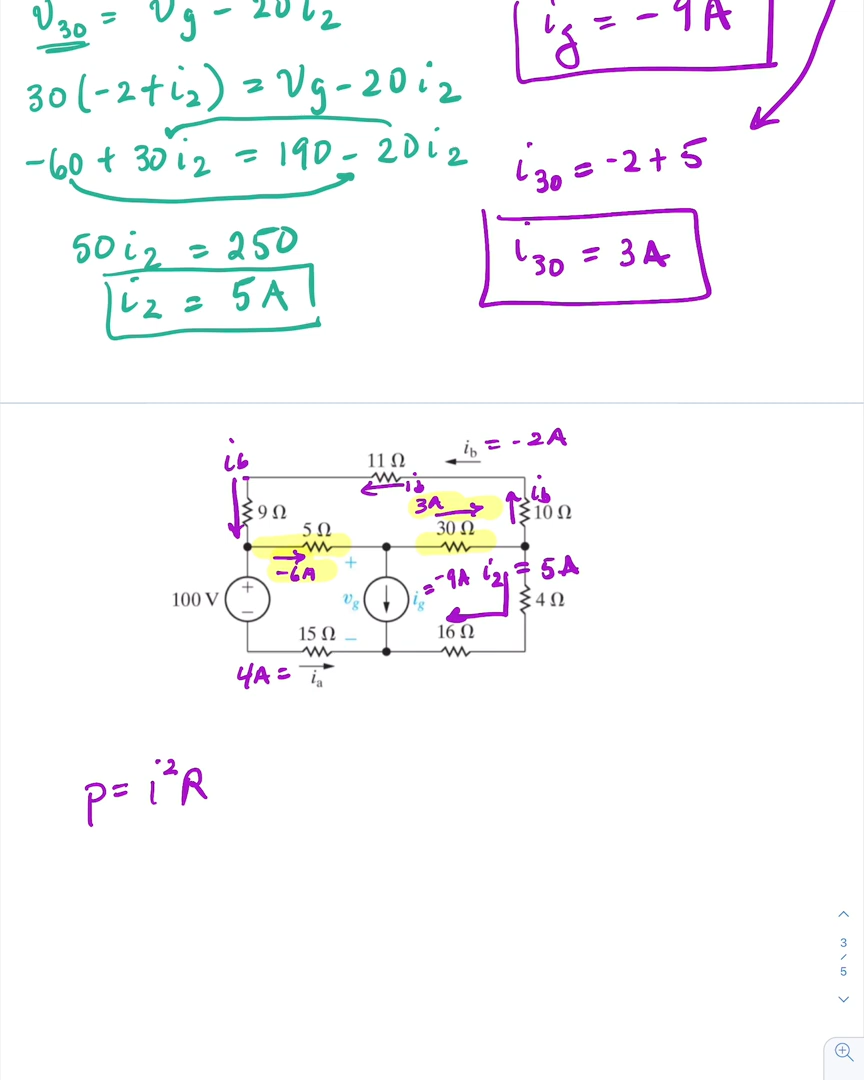 v₃₀ = vg - 20i₂
30(-2+i₂) = vg - 20i₂
-60 + 30i₂ = 190 - 20i₂
50i₂ = 250
i₂ = 5A
ig = -9A
i₃₀ = -2 + 5
i₃₀ = 3A
ib
11 Ω
ib = -2A
ib
9 Ω
3A
ib
10 Ω
5 Ω
30 Ω
-6A
+
= -9A
i₂ = 5A
100 V
+
−
vg
ig
4 Ω
15 Ω
−
16 Ω
4A = ia
p = i²R
3
/
5